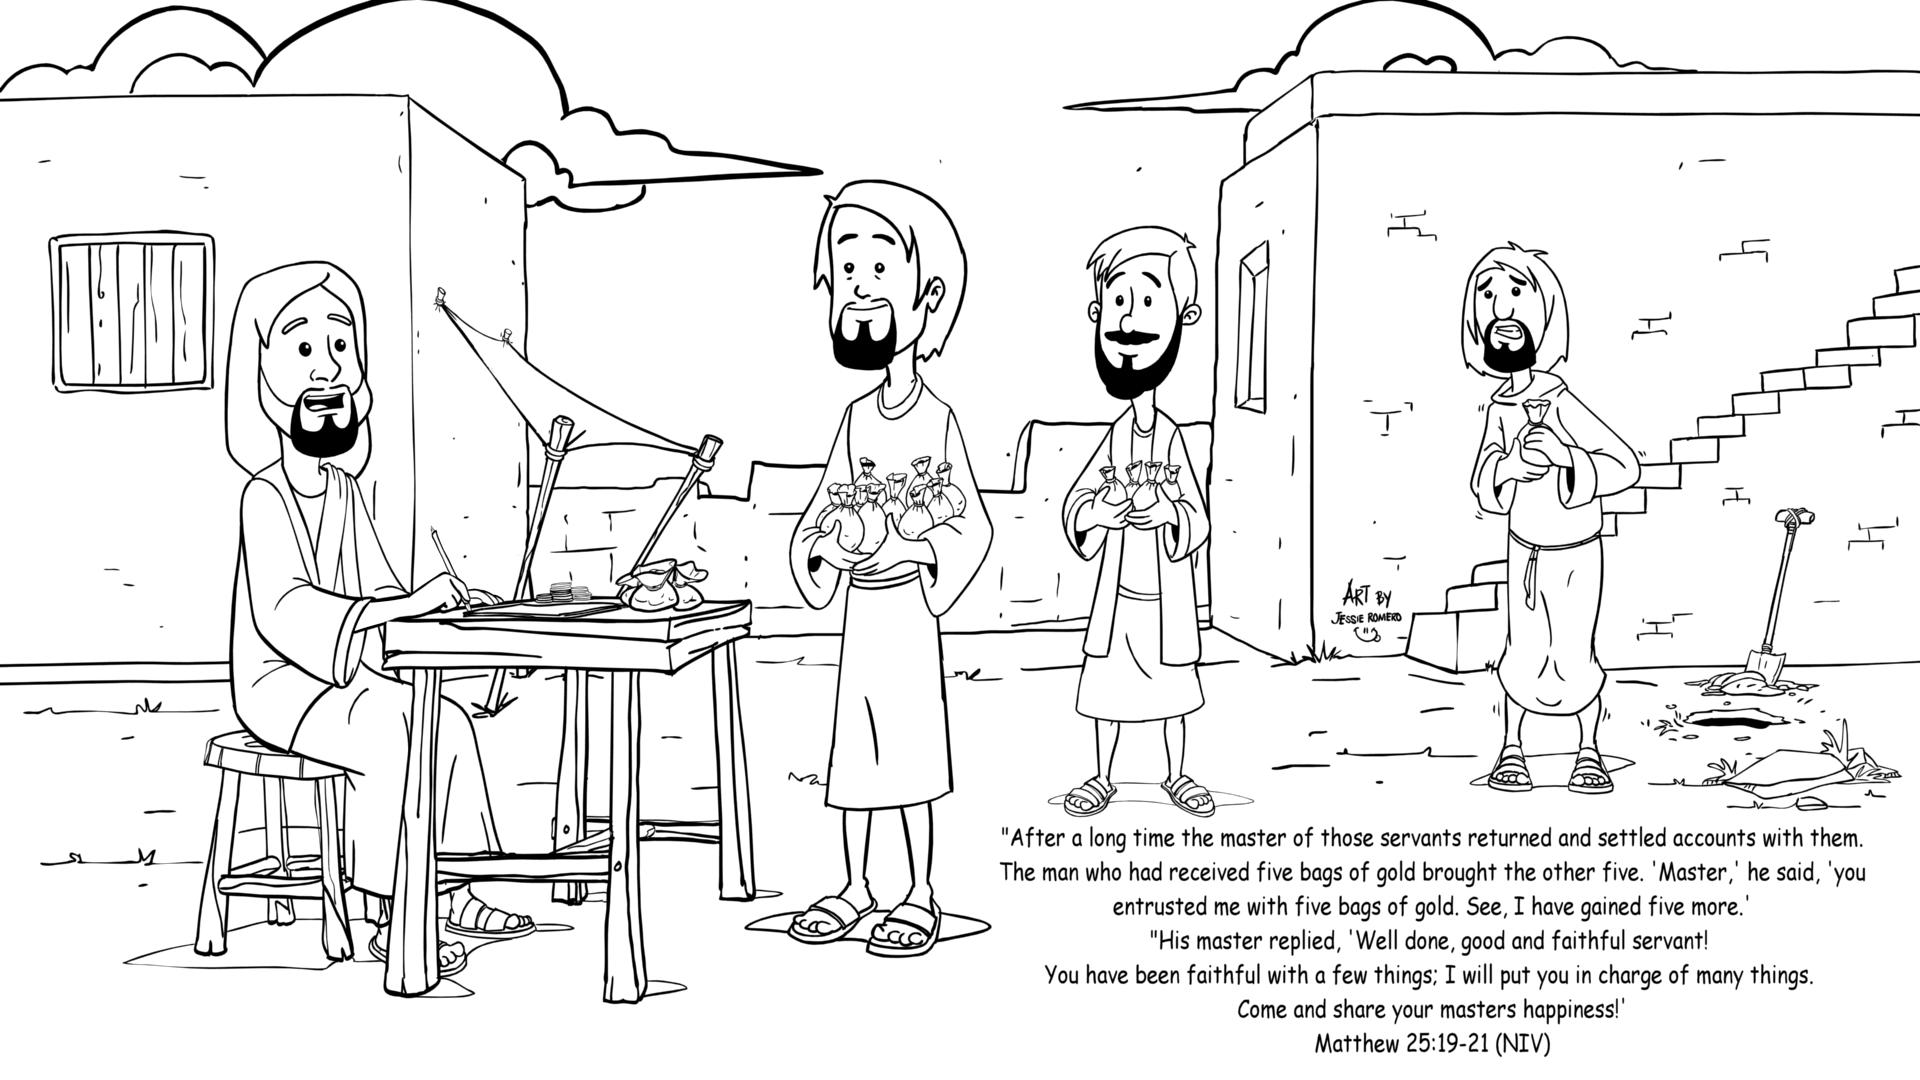 ART BY
JESSIE ROMERO
"After a long time the master of those servants returned and settled accounts with them.
The man who had received five bags of gold brought the other five. 'Master,' he said, 'you
entrusted me with five bags of gold. See, I have gained five more.'
"His master replied, 'Well done, good and faithful servant!
You have been faithful with a few things; I will put you in charge of many things.
Come and share your masters happiness!'
Matthew 25:19-21 (NIV)